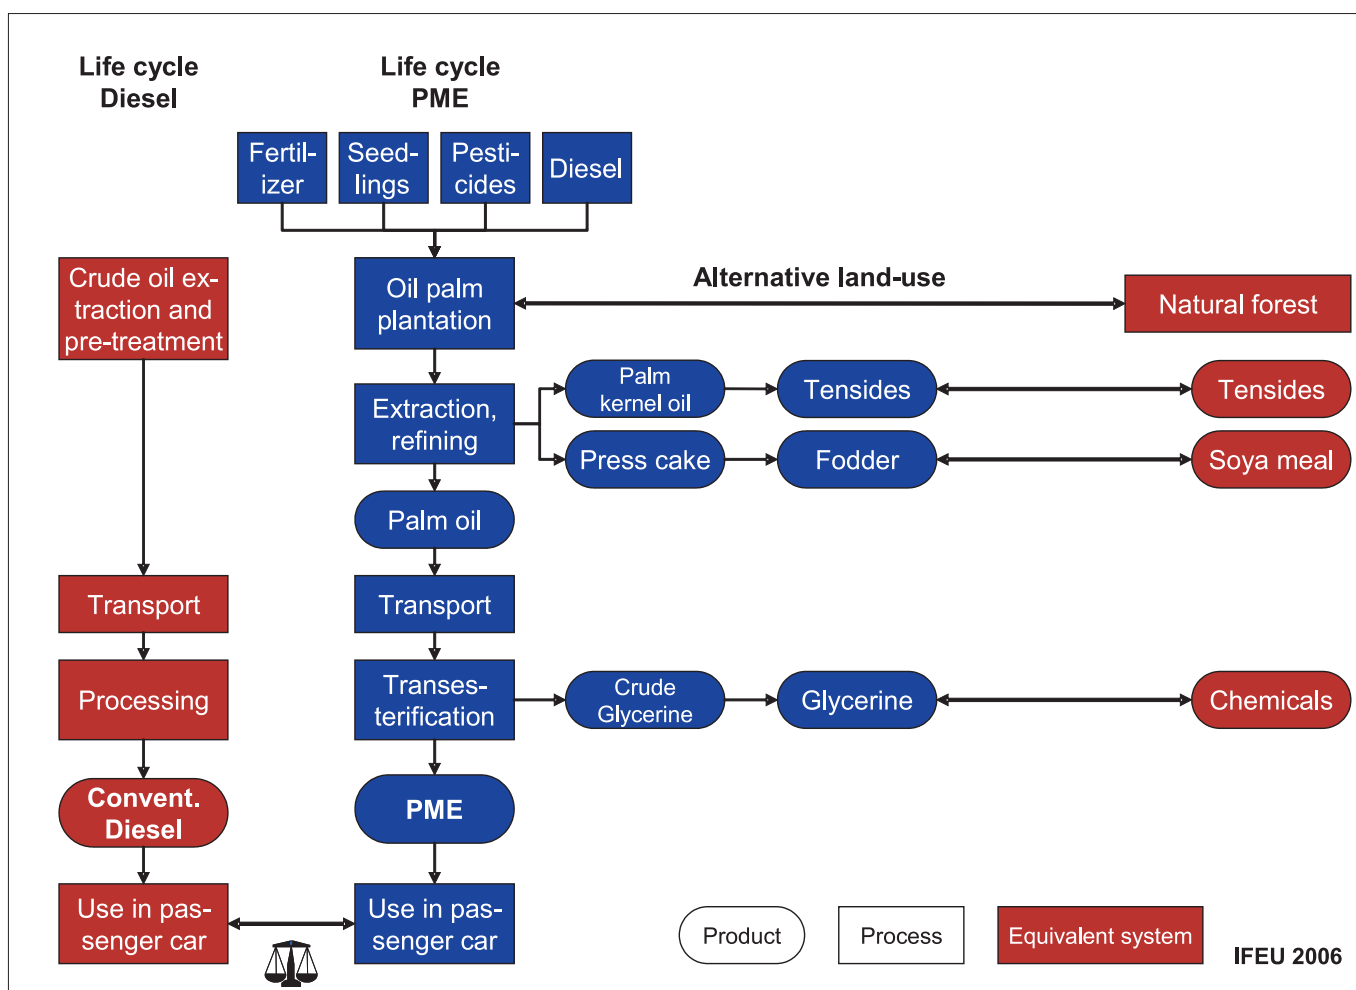 Life cycle
Diesel
Life cycle
PME
Fertil-
izer
Seed-
lings
Pesti-
cides
Diesel
Crude oil ex-
traction and
pre-treatment
Oil palm
plantation
Alternative land-use
Natural forest
Extraction,
refining
Palm
kernel oil
Tensides
Tensides
Press cake
Fodder
Soya meal
Palm oil
Transport
Transport
Processing
Transes-
terification
Crude
Glycerine
Glycerine
Chemicals
Convent.
Diesel
PME
Use in pas-
senger car
Use in pas-
senger car
Product
Process
Equivalent system
IFEU 2006